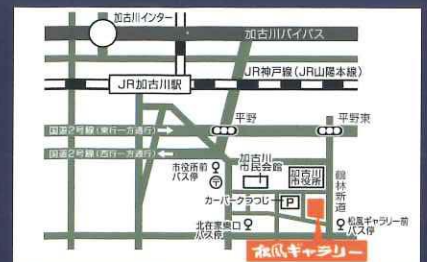 加古川インター
加古川バイパス
JR加古川駅
JR神戸線(JR山陽本線)
国道2号線(東行一方通行)
平野
平野東
国道2号線(西行一方通行)
市役所前
バス停
加古川
市民会館
加古川
市役所
カーパークつつじ
P
北在家東口
バス停
松風ギャラリー前
バス停
松風ギャラリー